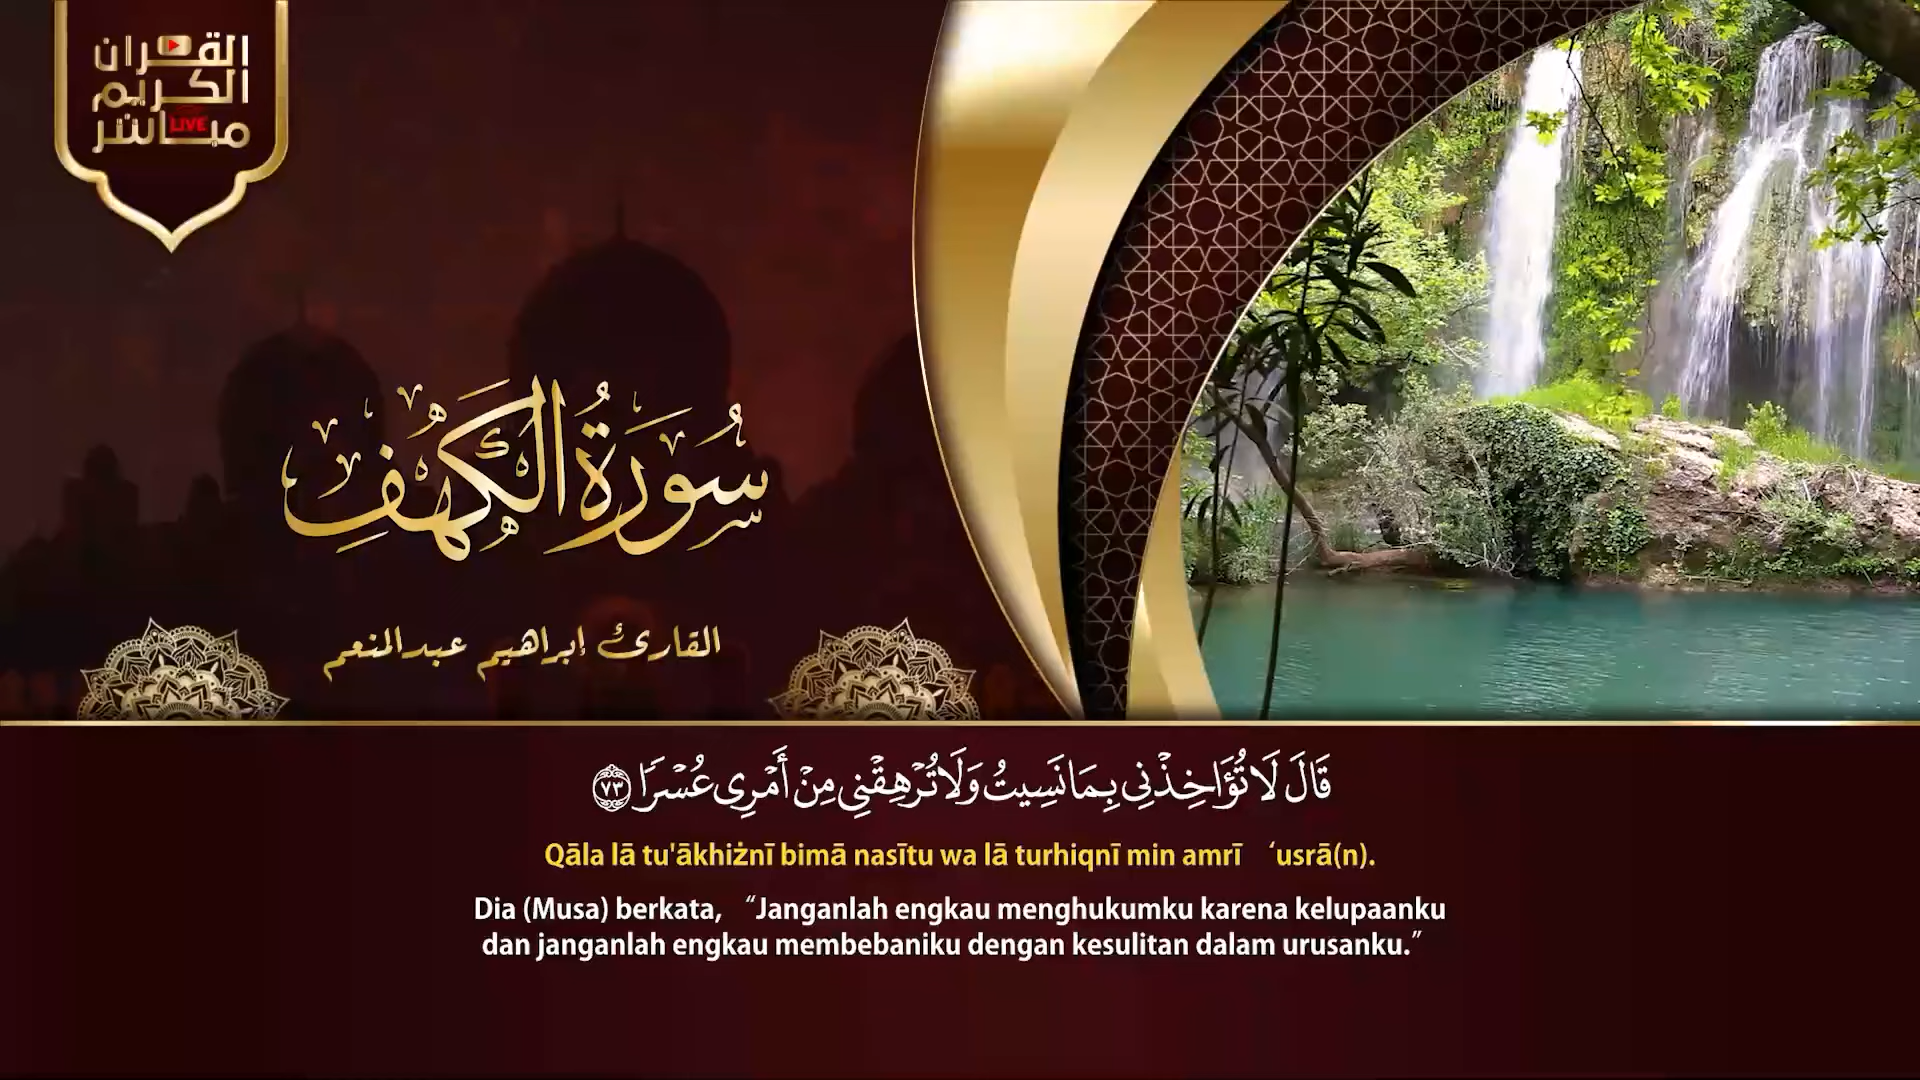 القرآن
الكريم
مباشر
LIVE
سُورَةُ الْكَهْفِ
القارئ إبراهيم عبدالمنعم
قَالَ لَا تُؤَاخِذْنِي بِمَا نَسِيتُ وَلَا تُرْهِقْنِي مِنْ أَمْرِي عُسْرًا ٧٣
Qāla lā tu'ākhiżnī bimā nasītu wa lā turhiqnī min amrī ‘usrā(n).
Dia (Musa) berkata, “Janganlah engkau menghukumku karena kelupaanku
dan janganlah engkau membebaniku dengan kesulitan dalam urusanku.”